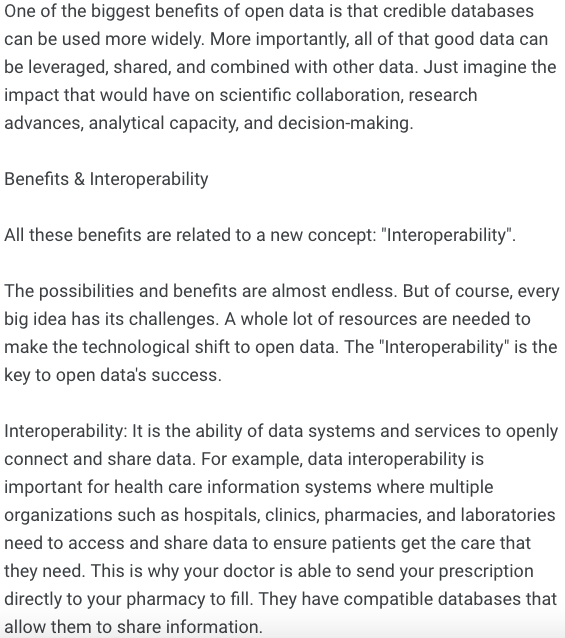 One of the biggest benefits of open data is that credible databases
can be used more widely. More importantly, all of that good data can
be leveraged, shared, and combined with other data. Just imagine the
impact that would have on scientific collaboration, research
advances, analytical capacity, and decision-making.
Benefits & Interoperability
All these benefits are related to a new concept: "Interoperability".
The possibilities and benefits are almost endless. But of course, every
big idea has its challenges. A whole lot of resources are needed to
make the technological shift to open data. The "Interoperability" is the
key to open data's success.
Interoperability: It is the ability of data systems and services to openly
connect and share data. For example, data interoperability is
important for health care information systems where multiple
organizations such as hospitals, clinics, pharmacies, and laboratories
need to access and share data to ensure patients get the care that
they need. This is why your doctor is able to send your prescription
directly to your pharmacy to fill. They have compatible databases that
allow them to share information.